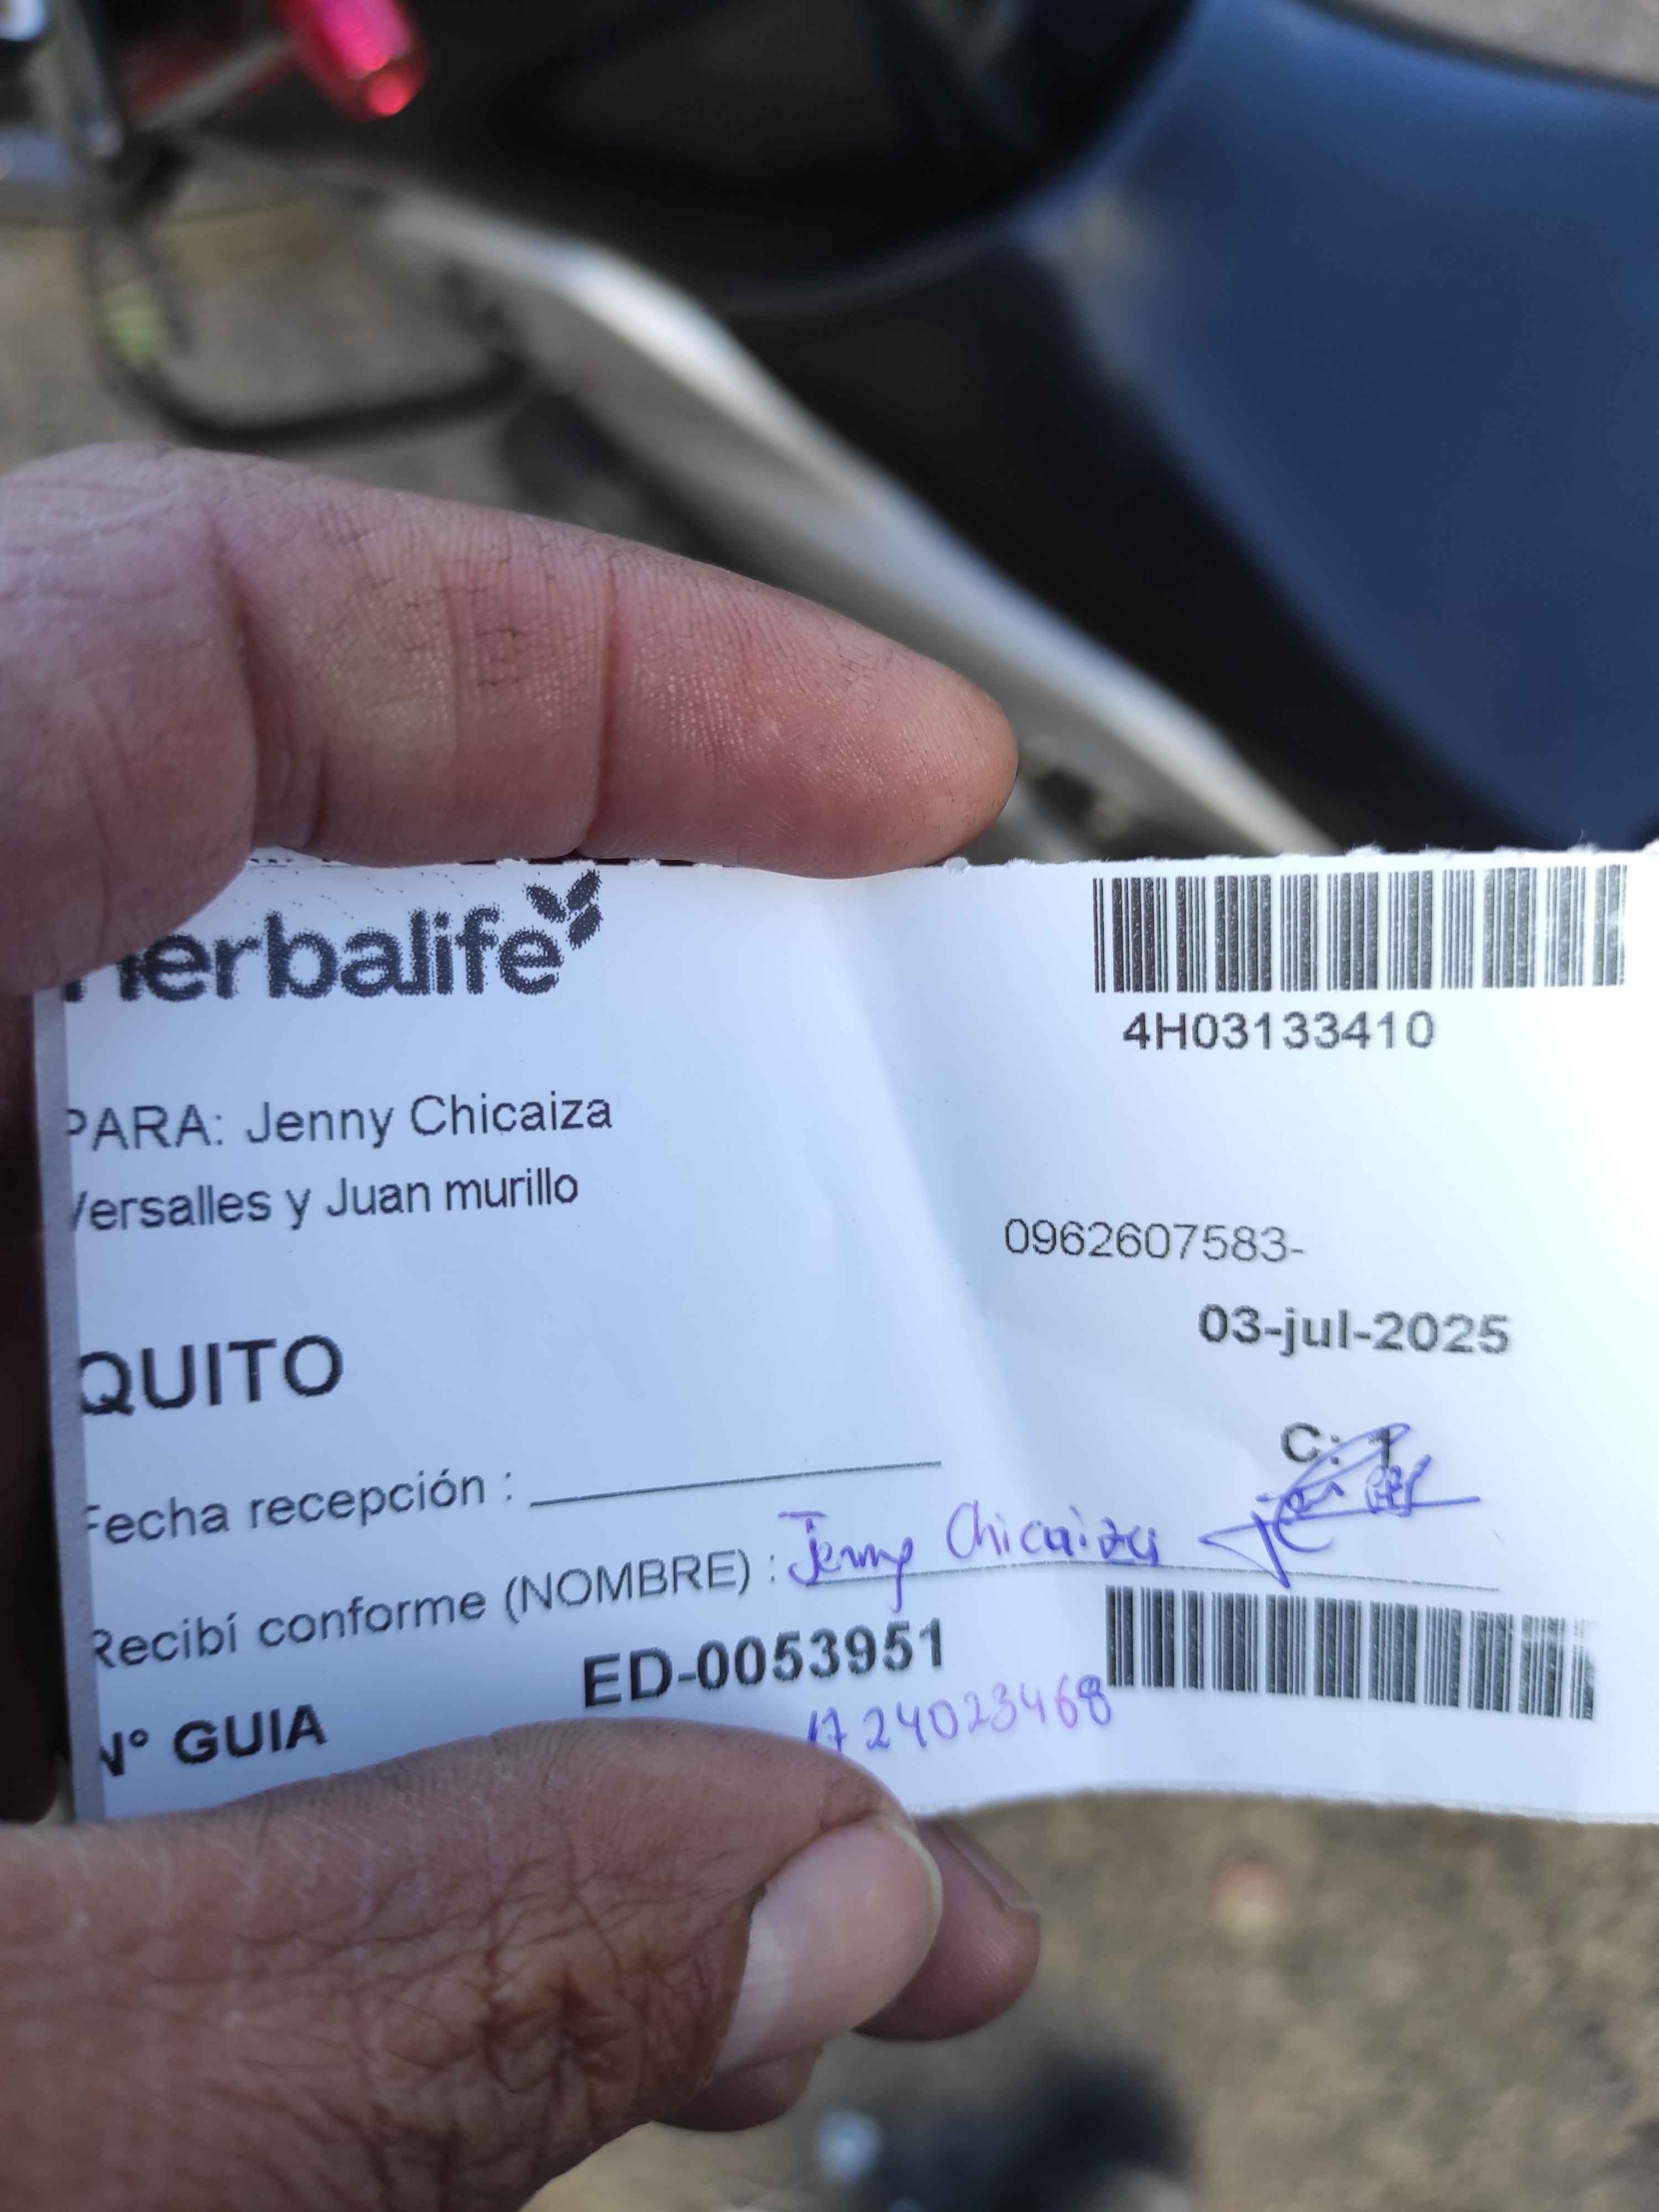 Herbalife
4H03133410
PARA: Jenny Chicaiza
Versalles y Juan murillo
0962607583-
03-jul-2025
QUITO
C: 1
Fecha recepción :
Recibí conforme (NOMBRE) : Jenny Chicaiza
Nº GUIA ED-0053951
1724023468